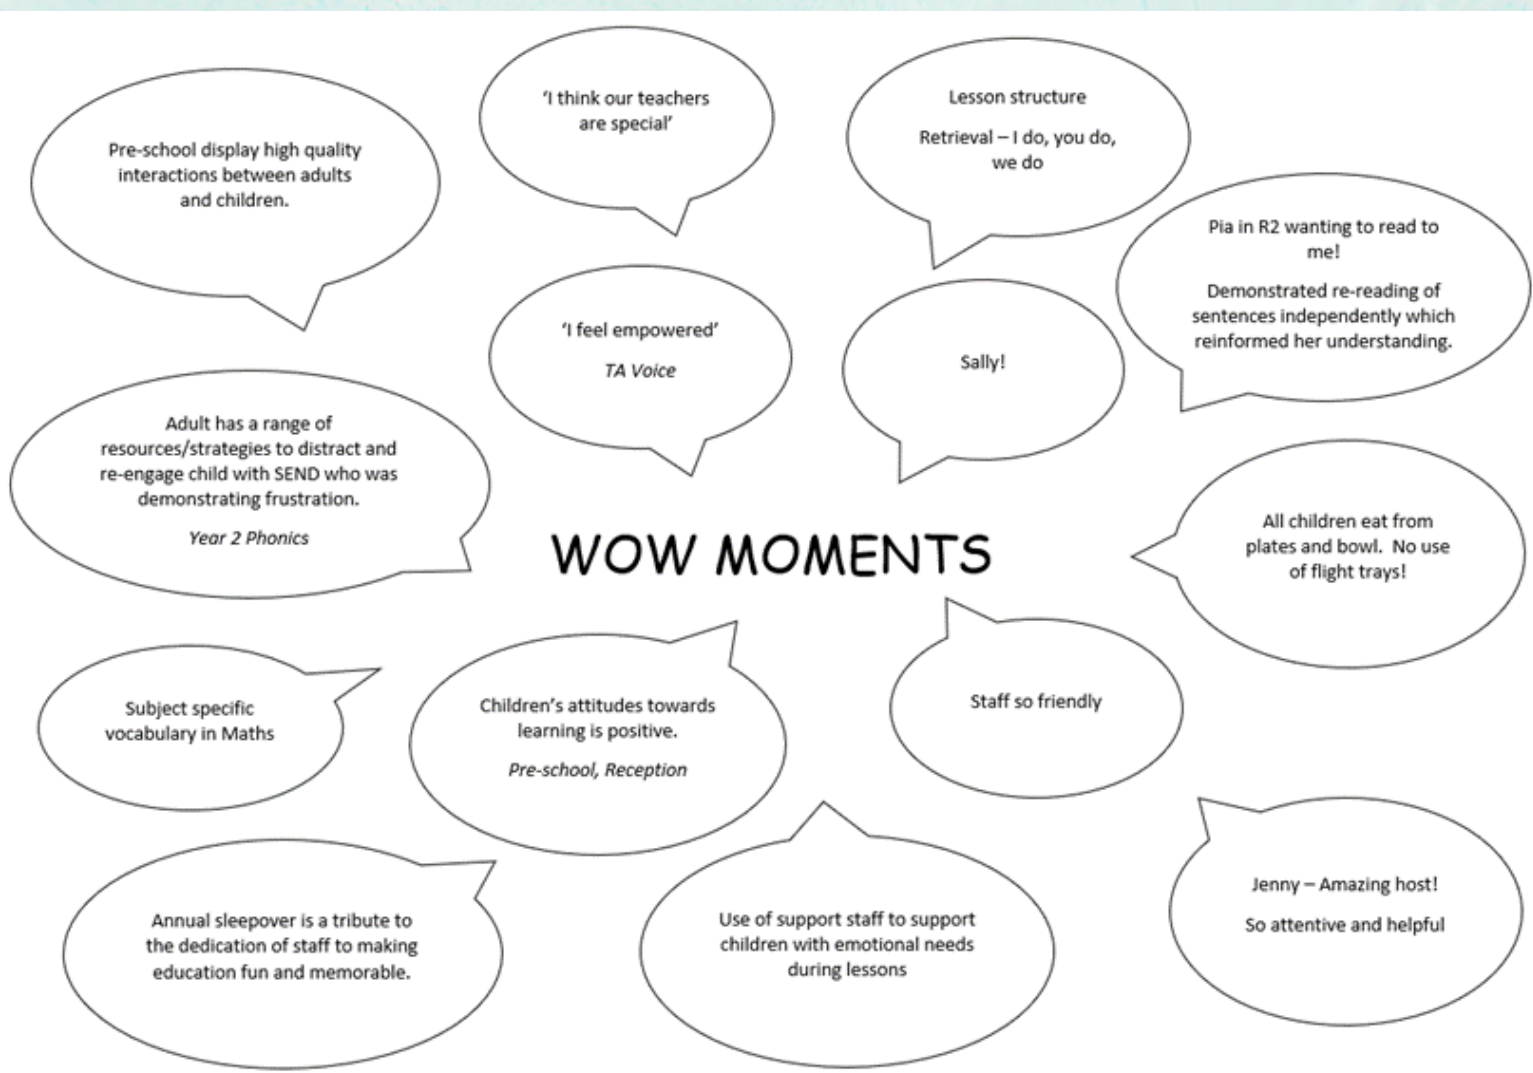 Pre-school display high quality
interactions between adults
and children.
‘I think our teachers
are special’
Lesson structure
Retrieval – I do, you do,
we do
Pia in R2 wanting to read to
me!
Demonstrated re-reading of
sentences independently which
reinformed her understanding.
‘I feel empowered’
TA Voice
Sally!
Adult has a range of
resources/strategies to distract and
re-engage child with SEND who was
demonstrating frustration.
Year 2 Phonics
WOW MOMENTS
All children eat from
plates and bowl.  No use
of flight trays!
Subject specific
vocabulary in Maths
Children’s attitudes towards
learning is positive.
Pre-school, Reception
Staff so friendly
Annual sleepover is a tribute to
the dedication of staff to making
education fun and memorable.
Use of support staff to support
children with emotional needs
during lessons
Jenny – Amazing host!
So attentive and helpful